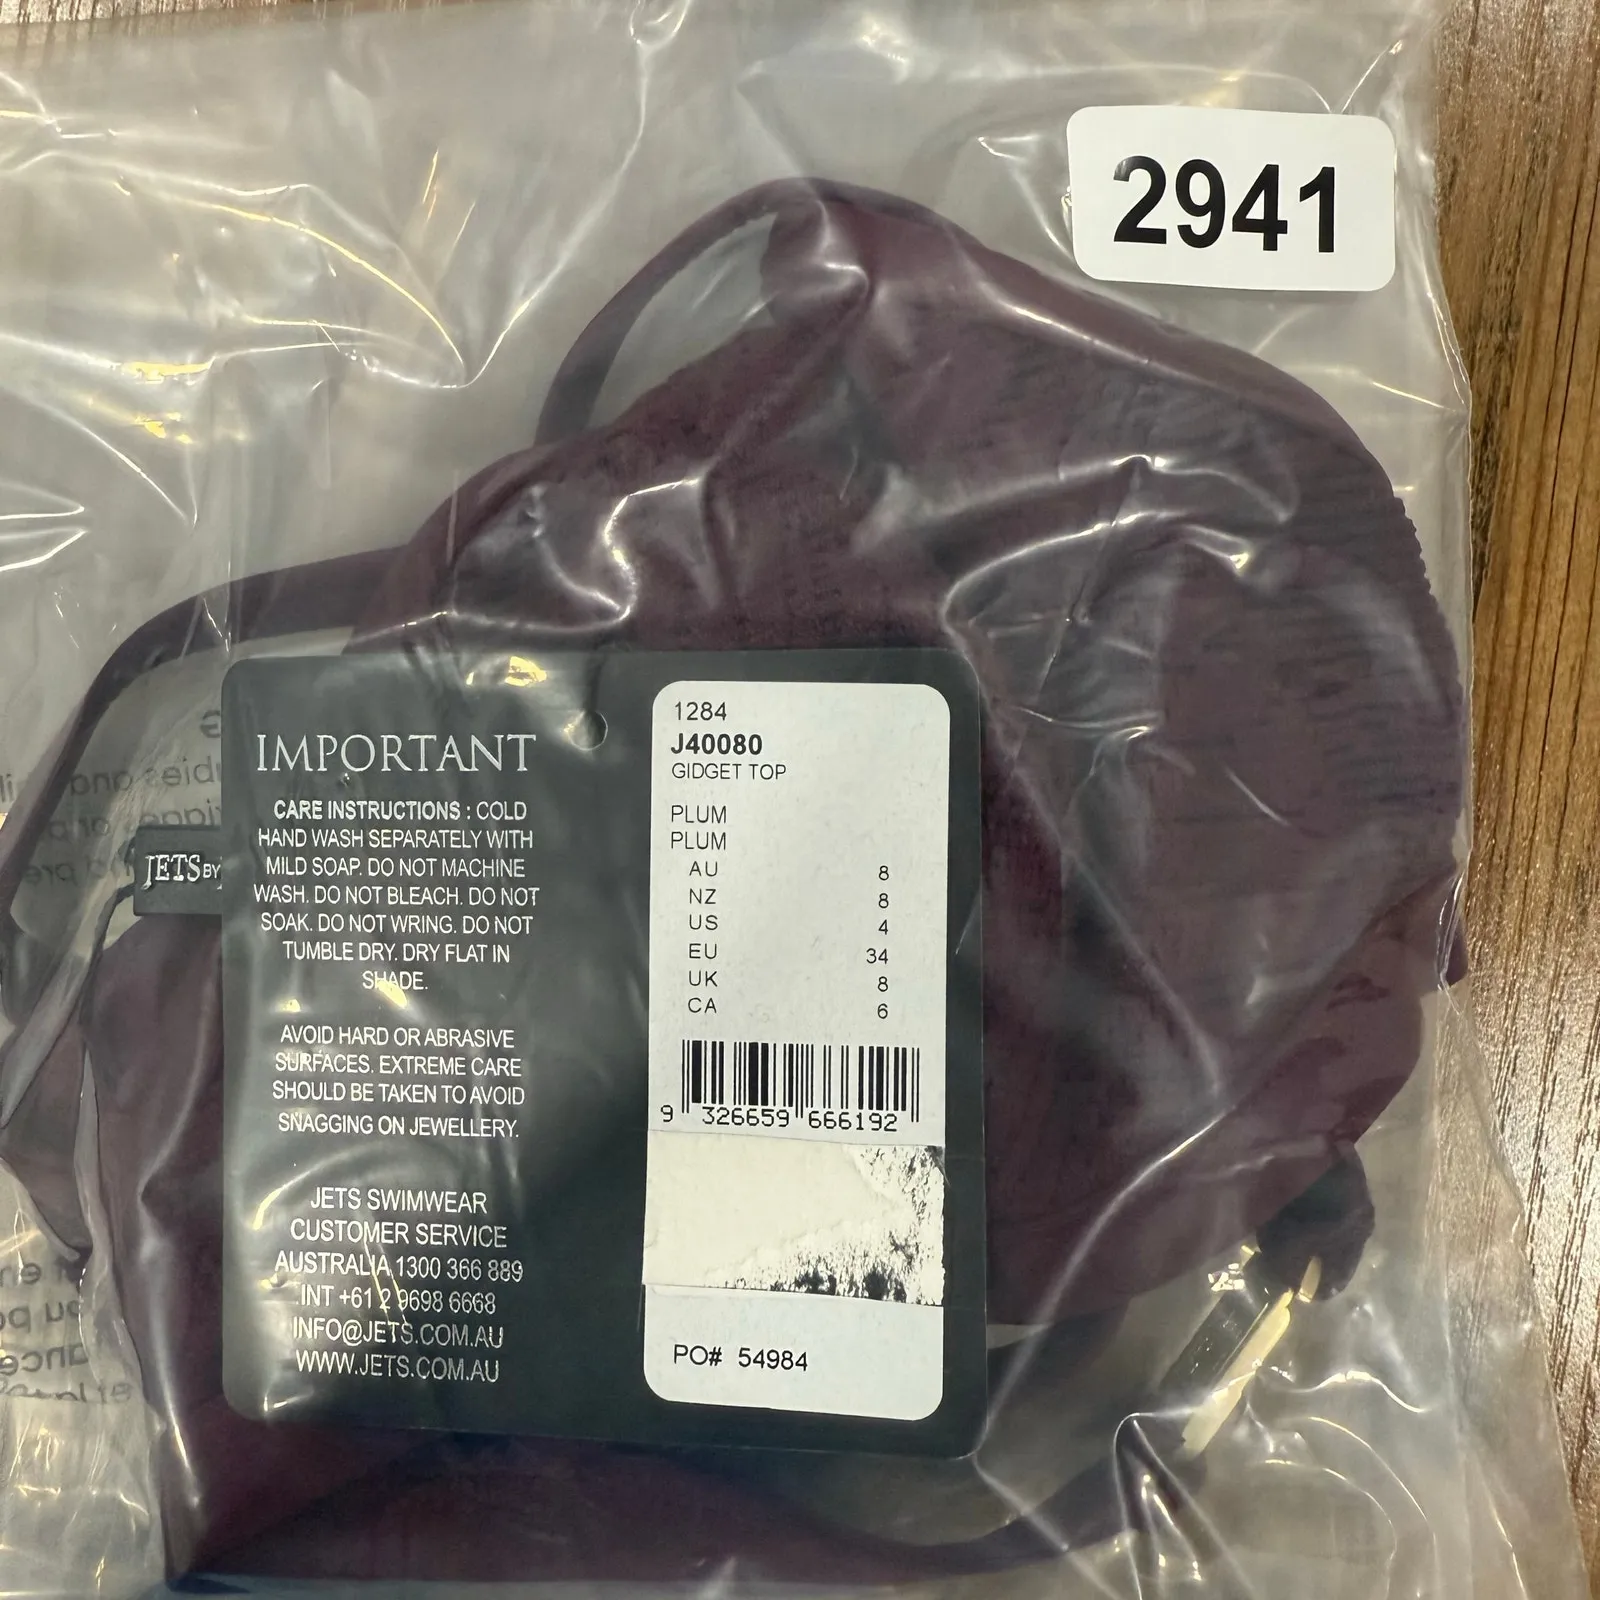 2941
IMPORTANT
CARE INSTRUCTIONS : COLD
HAND WASH SEPARATELY WITH
MILD SOAP. DO NOT MACHINE
WASH. DO NOT BLEACH. DO NOT
SOAK. DO NOT WRING. DO NOT
TUMBLE DRY. DRY FLAT IN
SHADE.
AVOID HARD OR ABRASIVE
SURFACES. EXTREME CARE
SHOULD BE TAKEN TO AVOID
SNAGGING ON JEWELLERY.
JETS SWIMWEAR
CUSTOMER SERVICE
AUSTRALIA 1300 366 889
INT +61 2 9698 6668
INFO@JETS.COM.AU
WWW.JETS.COM.AU
JETS BY
1284
J40080
GIDGET TOP
PLUM
PLUM
AU 8
NZ 8
US 4
EU 34
UK 8
CA 6
9 326659 666192
PO# 54984